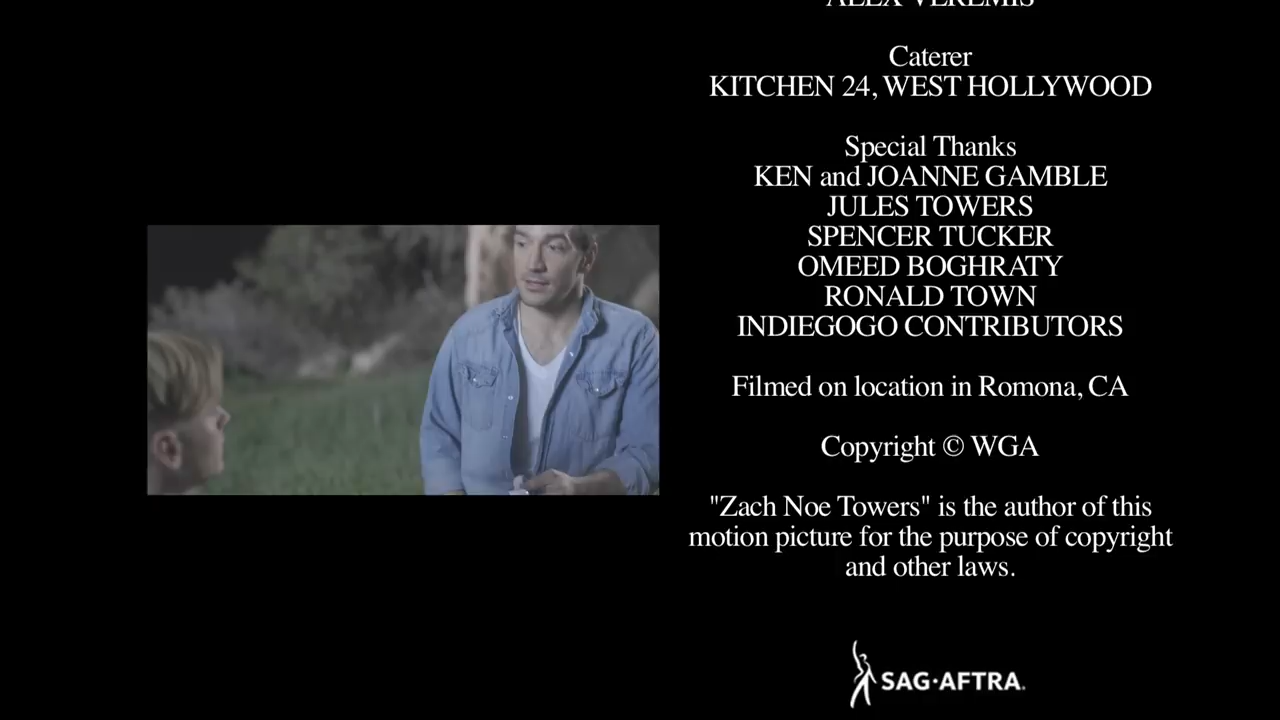 ALEX VEREMIS
Caterer
KITCHEN 24, WEST HOLLYWOOD
Special Thanks
KEN and JOANNE GAMBLE
JULES TOWERS
SPENCER TUCKER
OMEED BOGHRATY
RONALD TOWN
INDIEGOGO CONTRIBUTORS
Filmed on location in Romona, CA
Copyright © WGA
"Zach Noe Towers" is the author of this
motion picture for the purpose of copyright
and other laws.
SAG·AFTRA®